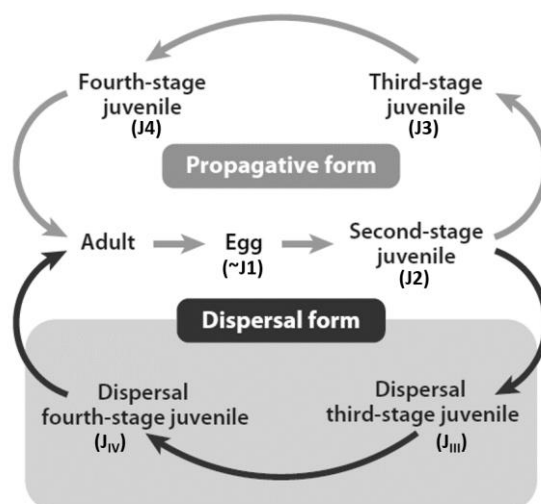 Fourth-stage
juvenile
(J4)
Third-stage
juvenile
(J3)
Propagative form
Adult
Egg
(~J1)
Second-stage
juvenile
(J2)
Dispersal form
Dispersal
fourth-stage juvenile
(JIV)
Dispersal
third-stage juvenile
(JIII)